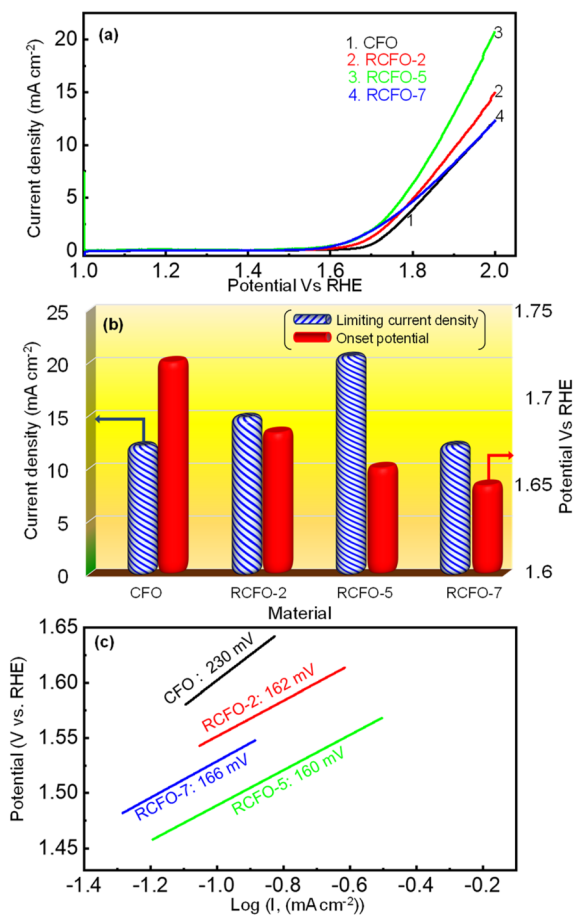 (a)
1. CFO
2. RCFO-2
3. RCFO-5
4. RCFO-7
3
2
4
1
20
15
10
5
0
Current density (mA cm⁻²)
1.0 1.2 1.4 1.6 1.8 2.0
Potential Vs RHE
(b)
Limiting current density
Onset potential
25
20
15
10
5
0
Current density (mA cm⁻²)
1.75
1.7
1.65
1.6
Potential Vs RHE
CFO RCFO-2 RCFO-5 RCFO-7
Material
(c)
CFO : 230 mV
RCFO-2: 162 mV
RCFO-7: 166 mV
RCFO-5: 160 mV
1.65
1.60
1.55
1.50
1.45
Potential (V vs. RHE)
-1.4 -1.2 -1.0 -0.8 -0.6 -0.4 -0.2
Log (I, (mAcm⁻²))